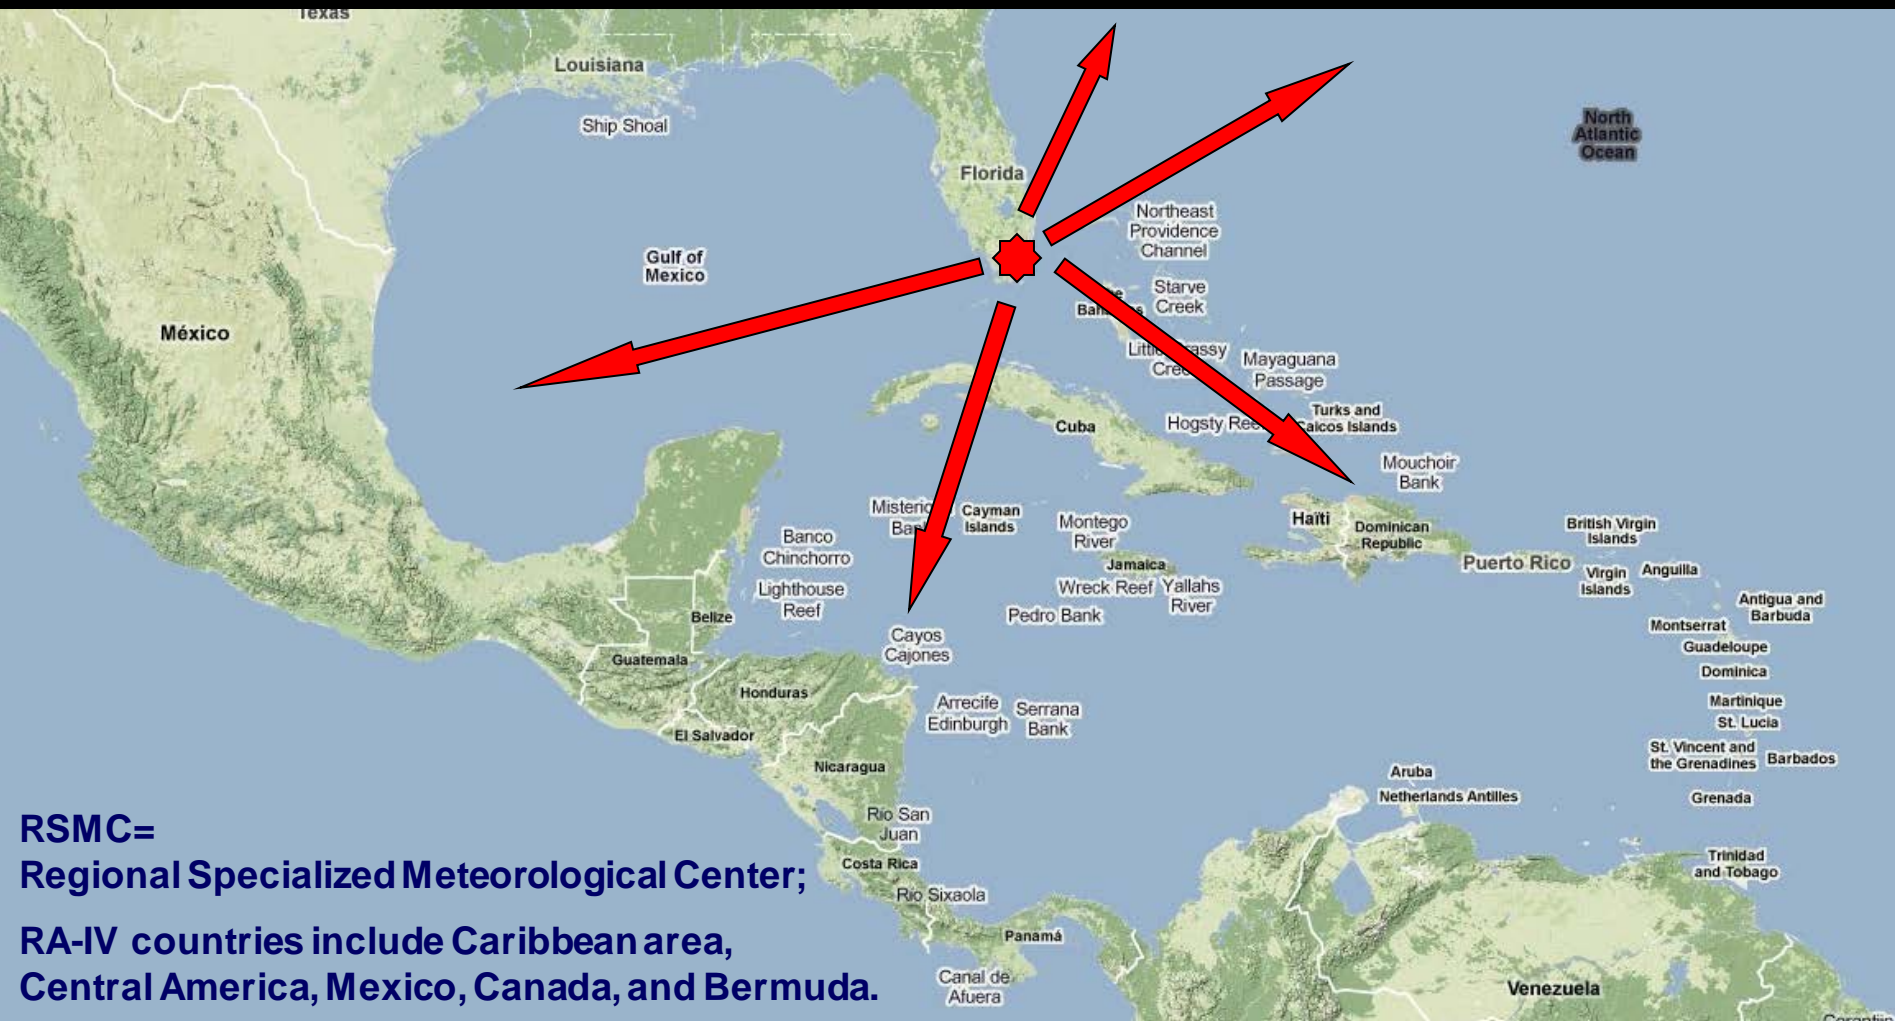 Texas
Louisiana
Ship Shoal
North
Atlantic
Ocean
Florida
Northeast
Providence
Channel
Gulf of
Mexico
Starve
Creek
México
Mayaguana
Passage
Turks and
Caicos Islands
Cuba
Hogsty
Mouchoir
Bank
Cayman
Islands
Montego
River
Haïti
Dominican
Republic
British Virgin
Islands
Banco
Chinchorro
Jamaica
Puerto Rico
Virgin
Islands
Anguilla
Lighthouse
Reef
Wreck Reef
Yallahs
River
Antigua and
Barbuda
Belize
Pedro Bank
Montserrat
Cayos
Cajones
Guadeloupe
Guatemala
Dominica
Honduras
Martinique
Arrecife
Edinburgh
Serrana
Bank
St. Lucia
El Salvador
St. Vincent and
the Grenadines
Barbados
Nicaragua
Aruba
Netherlands Antilles
Grenada
Río San
Juan
RSMC=
Regional Specialized Meteorological Center;
Costa Rica
Trinidad
and Tobago
Río Sixaola
RA-IV countries include Caribbean area,
Central America, Mexico, Canada, and Bermuda.
Panamá
Canal de
Afuera
Venezuela